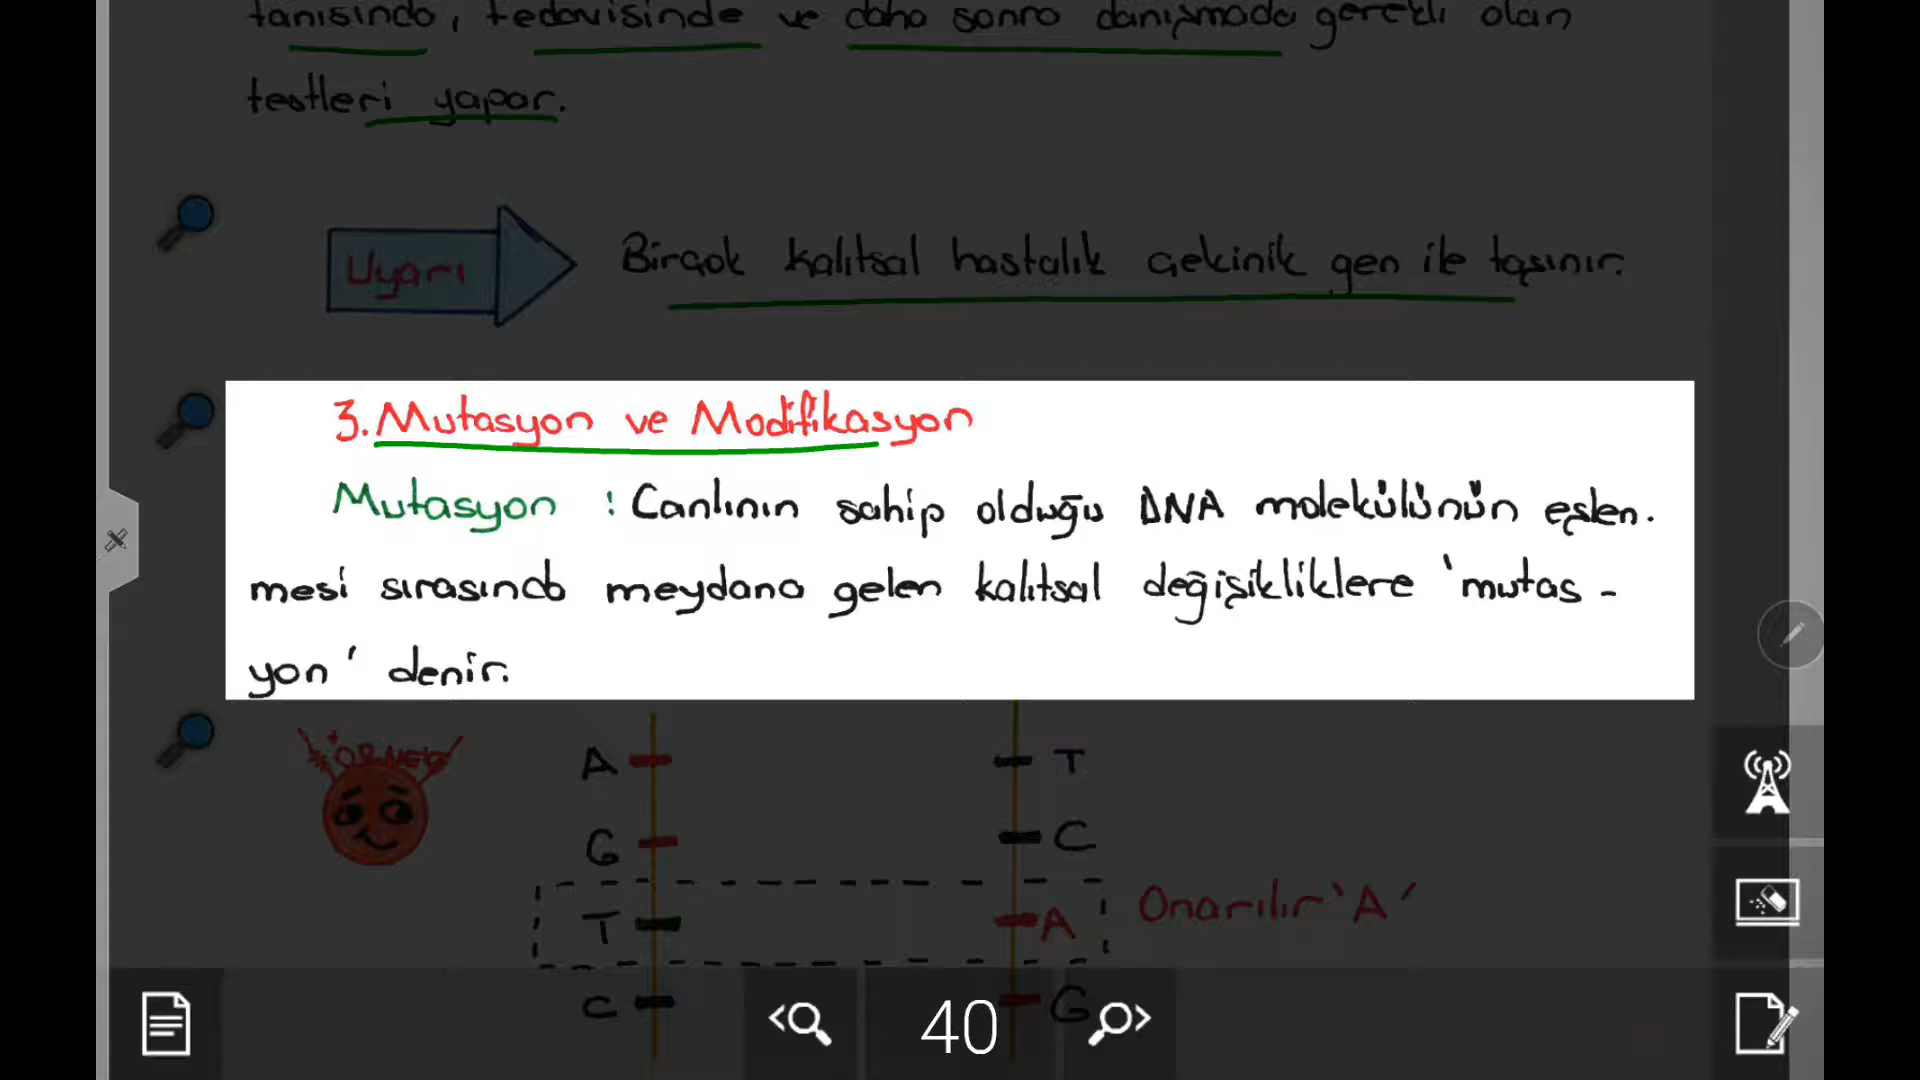 tanısında, tedavisinde ve daha sonra danışmada gerekli olan
testleri yapar.
Uyarı
Birçok kalıtsal hastalık çekinik gen ile taşınır.
3. Mutasyon ve Modifikasyon
Mutasyon : Canlının sahip olduğu DNA molekülünün eşlen.
mesi sırasında meydana gelen kalıtsal değişikliklere 'mutas -
yon' denir.
ÖRNEK
A T
G C
T A Onarılır 'A'
C G
40